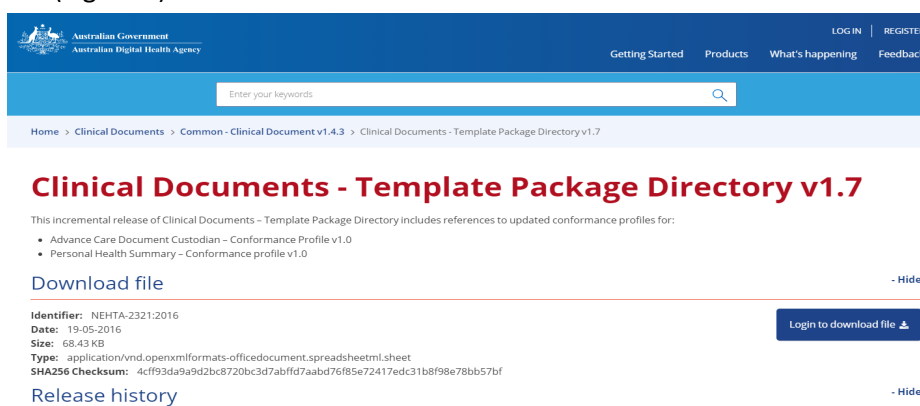 Australian Government
Australian Digital Health Agency
LOG IN | REGISTER
Getting Started Products What's happening Feedback
Enter your keywords
Home > Clinical Documents > Common - Clinical Document v1.4.3 > Clinical Documents - Template Package Directory v1.7
Clinical Documents - Template Package Directory v1.7
This incremental release of Clinical Documents – Template Package Directory includes references to updated conformance profiles for:
• Advance Care Document Custodian – Conformance Profile v1.0
• Personal Health Summary – Conformance profile v1.0
Download file
- Hide
Identifier: NEHTA-2321:2016
Date: 19-05-2016
Size: 68.43 KB
Type: application/vnd.openxmlformats-officedocument.spreadsheetml.sheet
SHA256 Checksum: 4cff93da9a9d2bc8720bc3d7abffd7aabd76f85e72417edc31b8f98e78bb57bf
Login to download file
Release history
- Hide